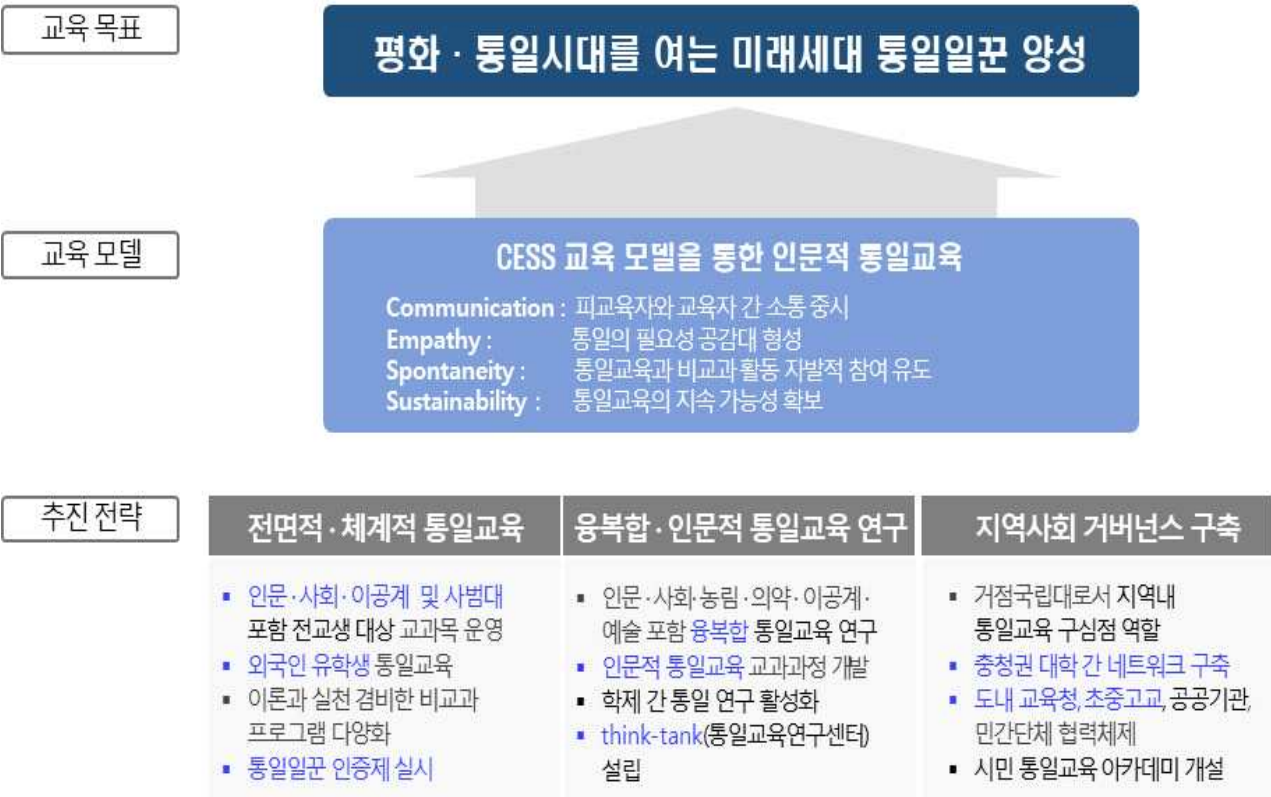 교육 목표
평화 · 통일시대를 여는 미래세대 통일일꾼 양성
교육 모델
CESS 교육 모델을 통한 인문적 통일교육
Communication : 피교육자와 교육자 간 소통 중시
Empathy : 통일의 필요성 공감대 형성
Spontaneity : 통일교육과 비교과 활동 자발적 참여 유도
Sustainability : 통일교육의 지속 가능성 확보
추진 전략
전면적 · 체계적 통일교육
▪ 인문·사회·이공계 및 사범대
포함 전교생 대상 교과목 운영
▪ 외국인 유학생 통일교육
▪ 이론과 실천 겸비한 비교과
프로그램 다양화
▪ 통일일꾼 인증제 실시
융복합 · 인문적 통일교육 연구
▪ 인문·사회·농림·의약·이공계·
예술 포함 융복합 통일교육 연구
▪ 인문적 통일교육 교과과정 개발
▪ 학제 간 통일 연구 활성화
▪ think-tank(통일교육연구센터)
설립
지역사회 거버넌스 구축
▪ 거점국립대로서 지역내
통일교육 구심점 역할
▪ 충청권 대학 간 네트워크 구축
▪ 도내 교육청, 초중고교, 공공기관,
민간단체 협력체제
▪ 시민 통일교육 아카데미 개설